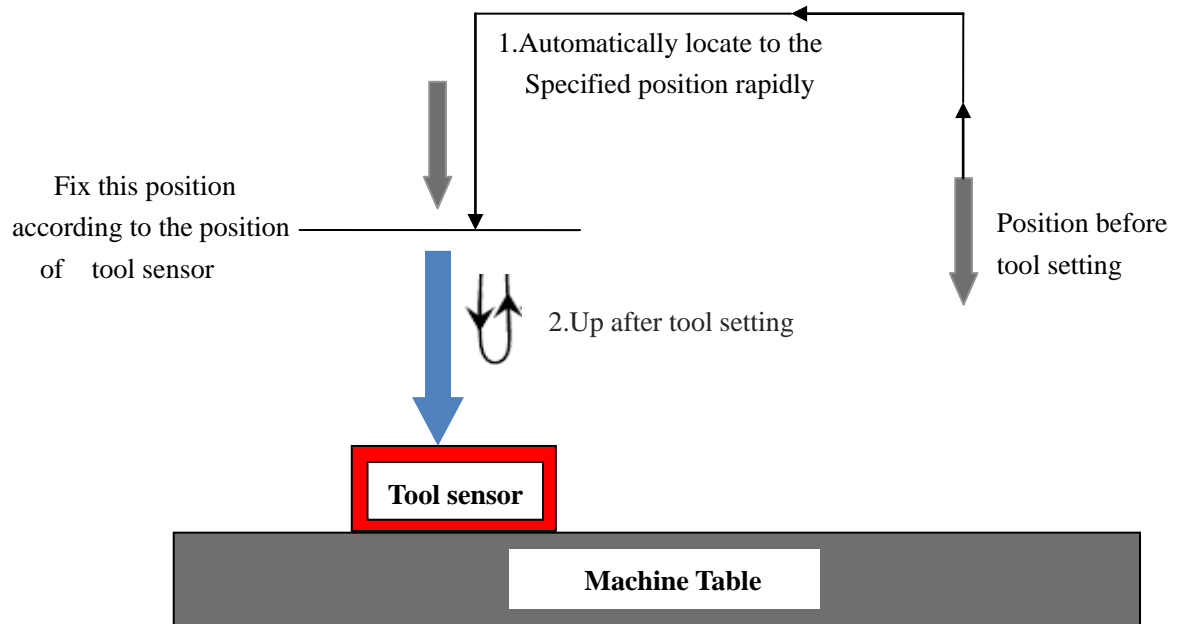 1.Automatically locate to the
Specified position rapidly
Fix this position
according to the position
of tool sensor
Position before
tool setting
2.Up after tool setting
Tool sensor
Machine Table